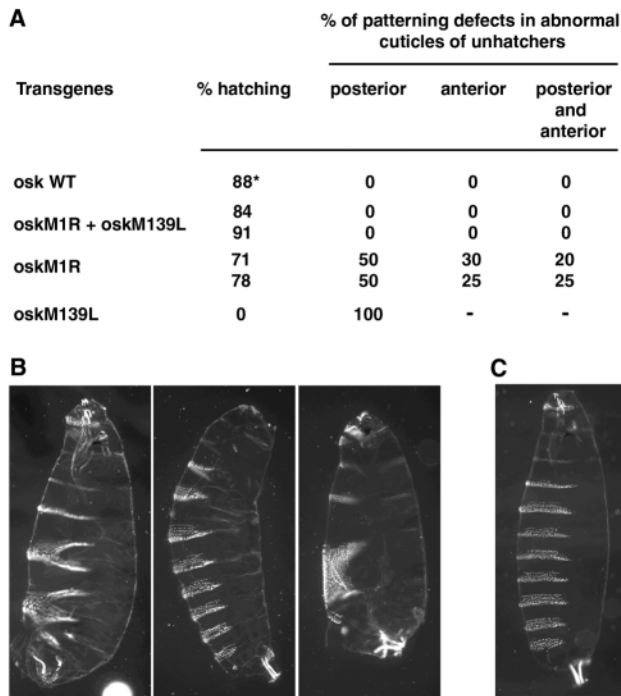 A
% of patterning defects in abnormal
cuticles of unhatchers
Transgenes % hatching posterior anterior posterior
and
anterior
osk WT 88* 0 0 0
oskM1R + oskM139L 84 0 0 0
91 0 0 0
oskM1R 71 50 30 20
78 50 25 25
oskM139L 0 100 - -
B C